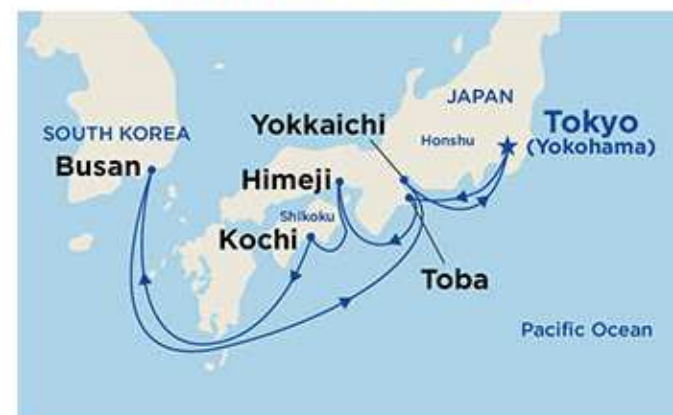 JAPAN
Tokyo
(Yokohama)
Yokkaichi
Honshu
SOUTH KOREA
Busan
Himeji
Shikoku
Kochi
Toba
Pacific Ocean